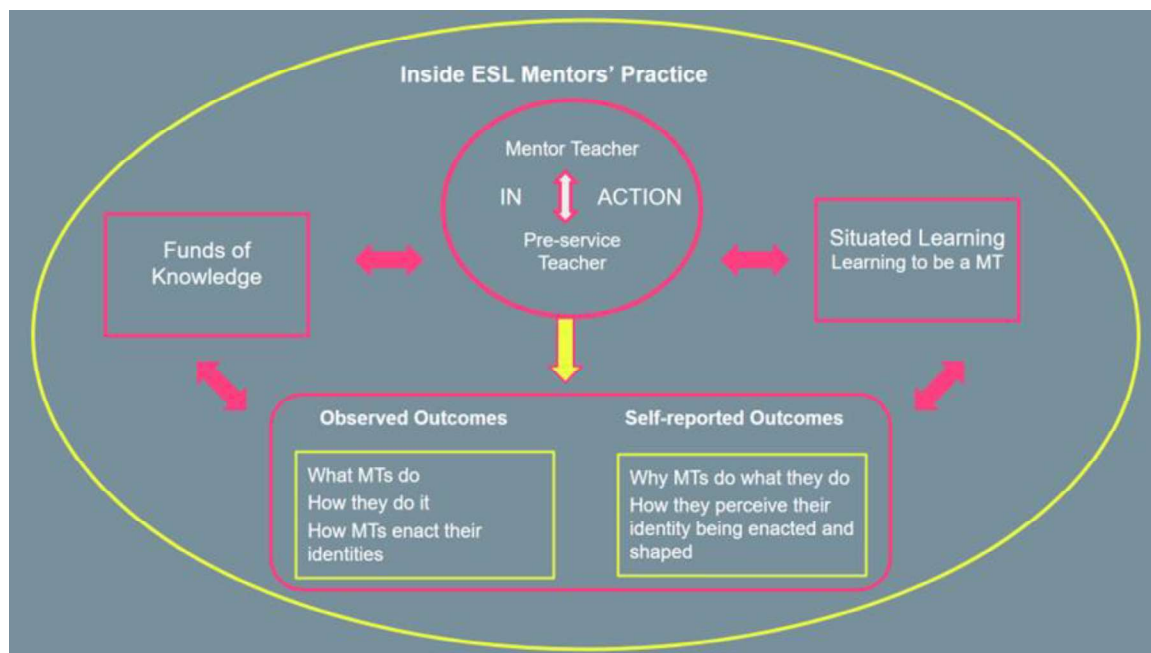 Inside ESL Mentors' Practice
Mentor Teacher
IN ACTION
Pre-service
Teacher
Funds of
Knowledge
Situated Learning
Learning to be a MT
Observed Outcomes
What MTs do
How they do it
How MTs enact their
identities
Self-reported Outcomes
Why MTs do what they do
How they perceive their
identity being enacted and
shaped